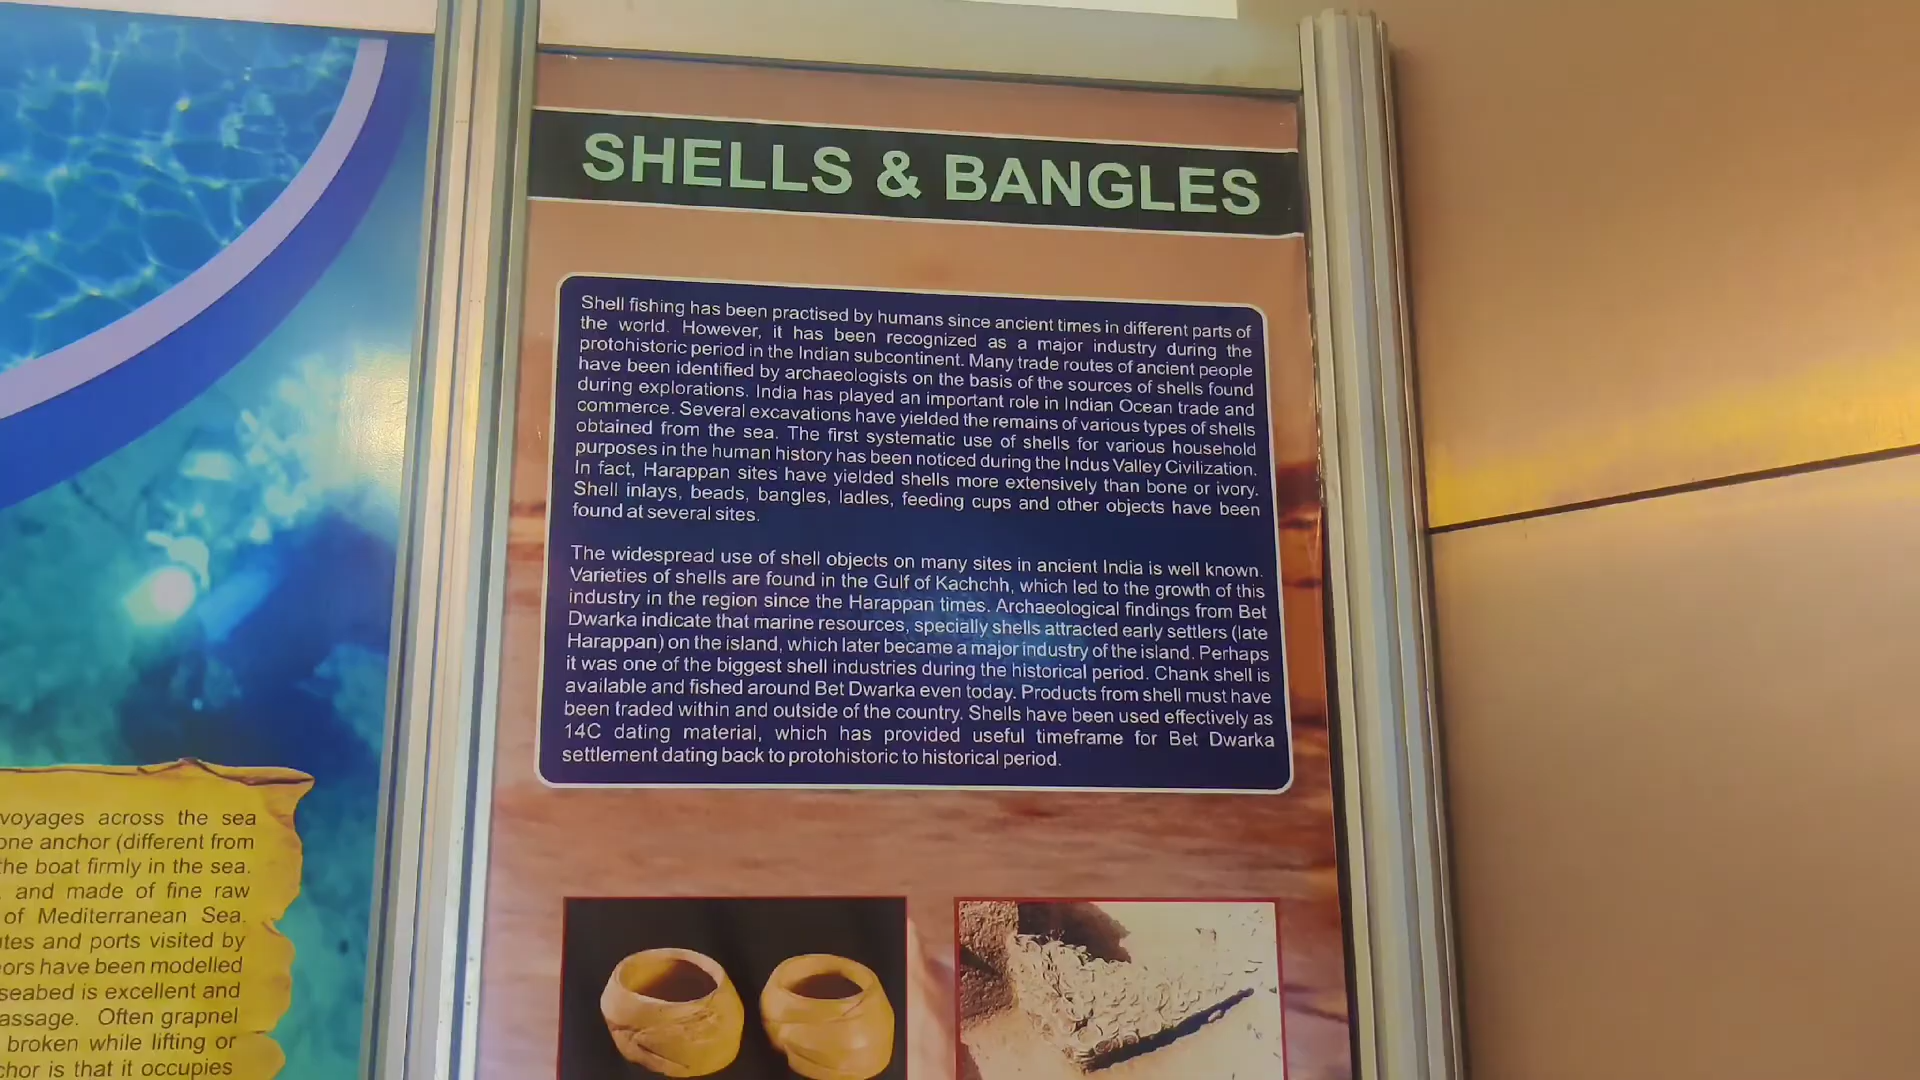 SHELLS & BANGLES
Shell fishing has been practised by humans since ancient times in different parts of
the world. However, it has been recognized as a major industry during the
protohistoric period in the Indian subcontinent. Many trade routes of ancient people
have been identified by archaeologists on the basis of the sources of shells found
during explorations. India has played an important role in Indian Ocean trade and
commerce. Several excavations have yielded the remains of various types of shells
obtained from the sea. The first systematic use of shells for various household
purposes in the human history has been noticed during the Indus Valley Civilization.
In fact, Harappan sites have yielded shells more extensively than bone or ivory.
Shell inlays, beads, bangles, ladles, feeding cups and other objects have been
found at several sites.
The widespread use of shell objects on many sites in ancient India is well known.
Varieties of shells are found in the Gulf of Kachchh, which led to the growth of this
industry in the region since the Harappan times. Archaeological findings from Bet
Dwarka indicate that marine resources, specially shells attracted early settlers (late
Harappan) on the island, which later became a major industry of the island. Perhaps
it was one of the biggest shell industries during the historical period. Chank shell is
available and fished around Bet Dwarka even today. Products from shell must have
been traded within and outside of the country. Shells have been used effectively as
14C dating material, which has provided useful timeframe for Bet Dwarka
settlement dating back to protohistoric to historical period.
voyages across the sea
one anchor (different from
the boat firmly in the sea.
and made of fine raw
of Mediterranean Sea.
and ports visited by
have been modelled
seabed is excellent and
Often grapnel
broken while lifting or
is that it occupies